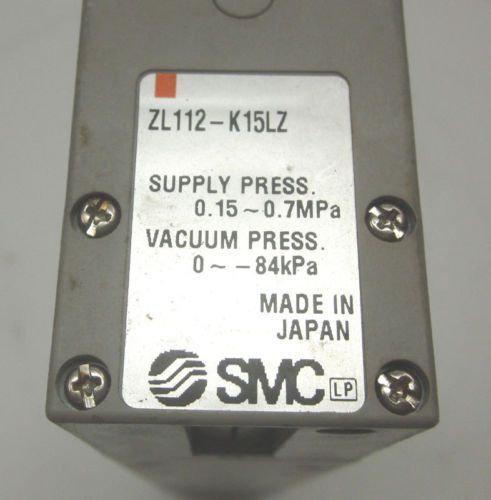 ZL112-K15LZ
SUPPLY PRESS.
0.15~0.7MPa
VACUUM PRESS.
0~-84kPa
MADE IN
JAPAN
SMC LP